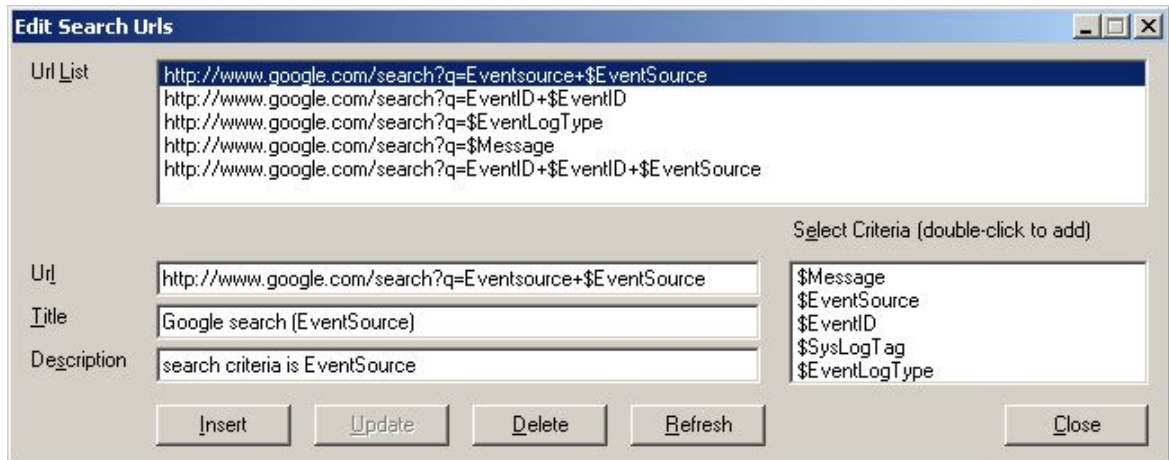 Edit Search Urls
Url List
http://www.google.com/search?q=Eventsource+$EventSource
http://www.google.com/search?q=EventID+$EventID
http://www.google.com/search?q=$EventLogType
http://www.google.com/search?q=$Message
http://www.google.com/search?q=EventID+$EventID+$EventSource
Select Criteria (double-click to add)
Url http://www.google.com/search?q=Eventsource+$EventSource
Title Google search (EventSource)
Description search criteria is EventSource
$Message
$EventSource
$EventID
$SysLogTag
$EventLogType
Insert Update Delete Refresh Close